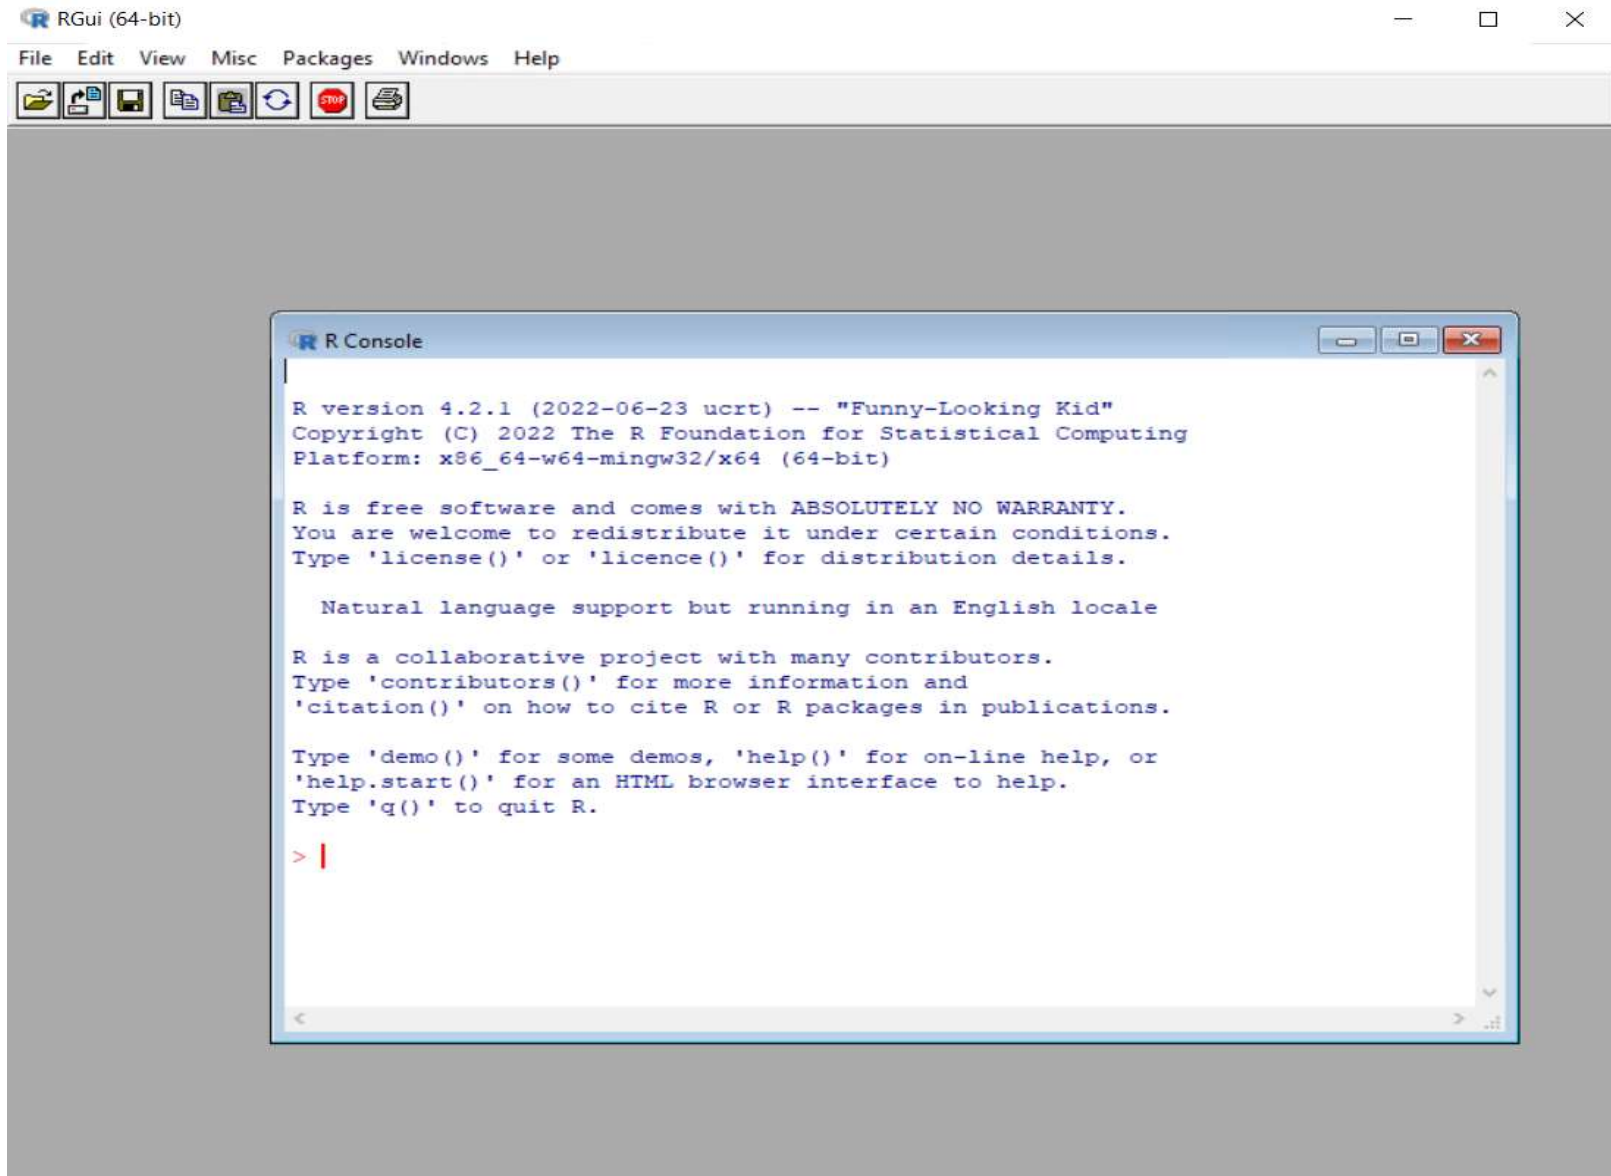 RGui (64-bit)
File Edit View Misc Packages Windows Help
STOP
R Console
R version 4.2.1 (2022-06-23 ucrt) -- "Funny-Looking Kid"
Copyright (C) 2022 The R Foundation for Statistical Computing
Platform: x86_64-w64-mingw32/x64 (64-bit)
R is free software and comes with ABSOLUTELY NO WARRANTY.
You are welcome to redistribute it under certain conditions.
Type 'license()' or 'licence()' for distribution details.
Natural language support but running in an English locale
R is a collaborative project with many contributors.
Type 'contributors()' for more information and
'citation()' on how to cite R or R packages in publications.
Type 'demo()' for some demos, 'help()' for on-line help, or
'help.start()' for an HTML browser interface to help.
Type 'q()' to quit R.
>